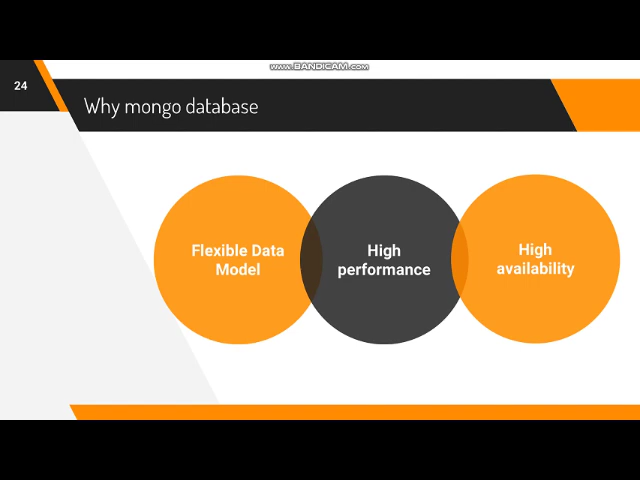 www.BANDICAM.com
24
Why mongo database
Flexible Data
Model
High
performance
High
availability